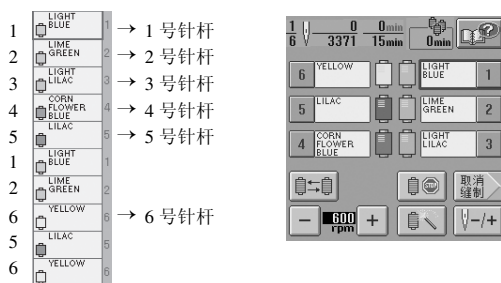 1 LIGHT BLUE 1 → 1 号针杆
2 LIME GREEN 2 → 2 号针杆
3 LIGHT LILAC 3 → 3 号针杆
4 CORN FLOWER BLUE 4 → 4 号针杆
5 LILAC 5 → 5 号针杆
1 LIGHT BLUE 1
2 LIME GREEN 2
6 YELLOW 6 → 6 号针杆
5 LILAC 5
6 YELLOW 6
1 0 0min
6 3371 15min 0min
6 YELLOW LIGHT BLUE 1
5 LILAC LIME GREEN 2
4 CORN FLOWER BLUE LIGHT LILAC 3
STOP 取消
缝制
− 600 rpm + −/+